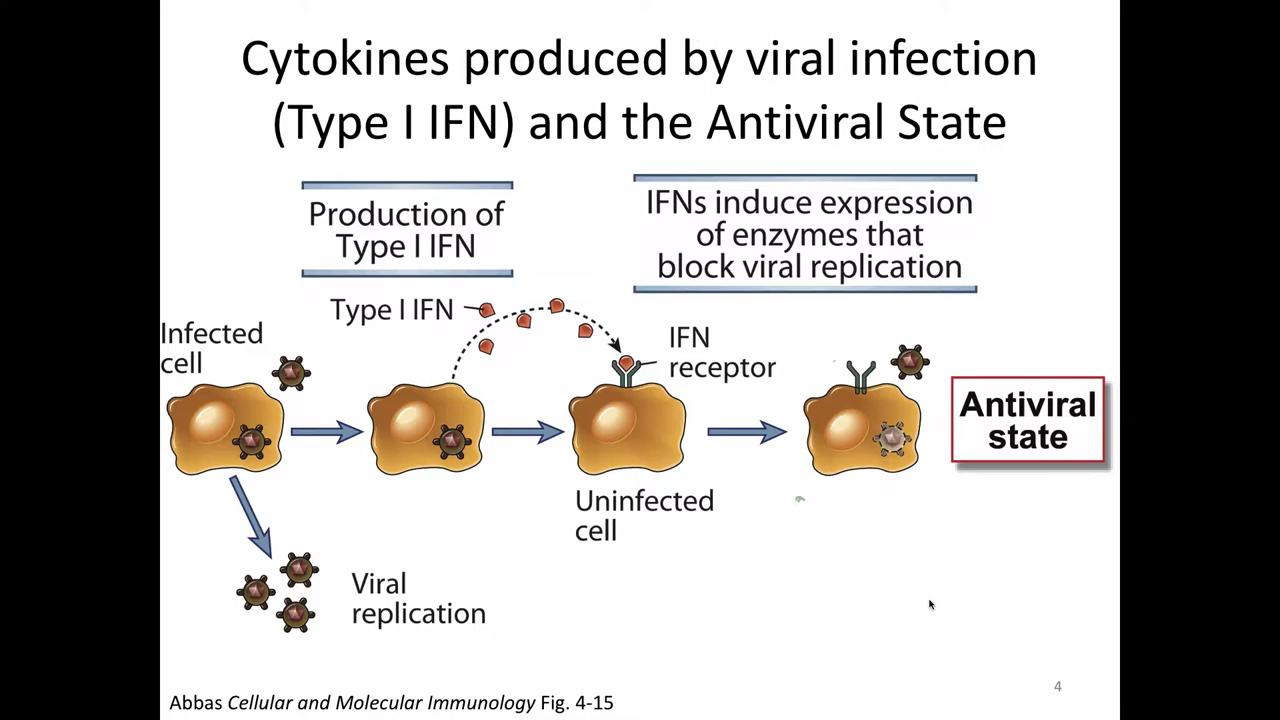 Cytokines produced by viral infection
(Type I IFN) and the Antiviral State
Production of
Type I IFN
IFNs induce expression
of enzymes that
block viral replication
Type I IFN
IFN
receptor
Infected
cell
Antiviral
state
Uninfected
cell
Viral
replication
4
Abbas Cellular and Molecular Immunology Fig. 4-15